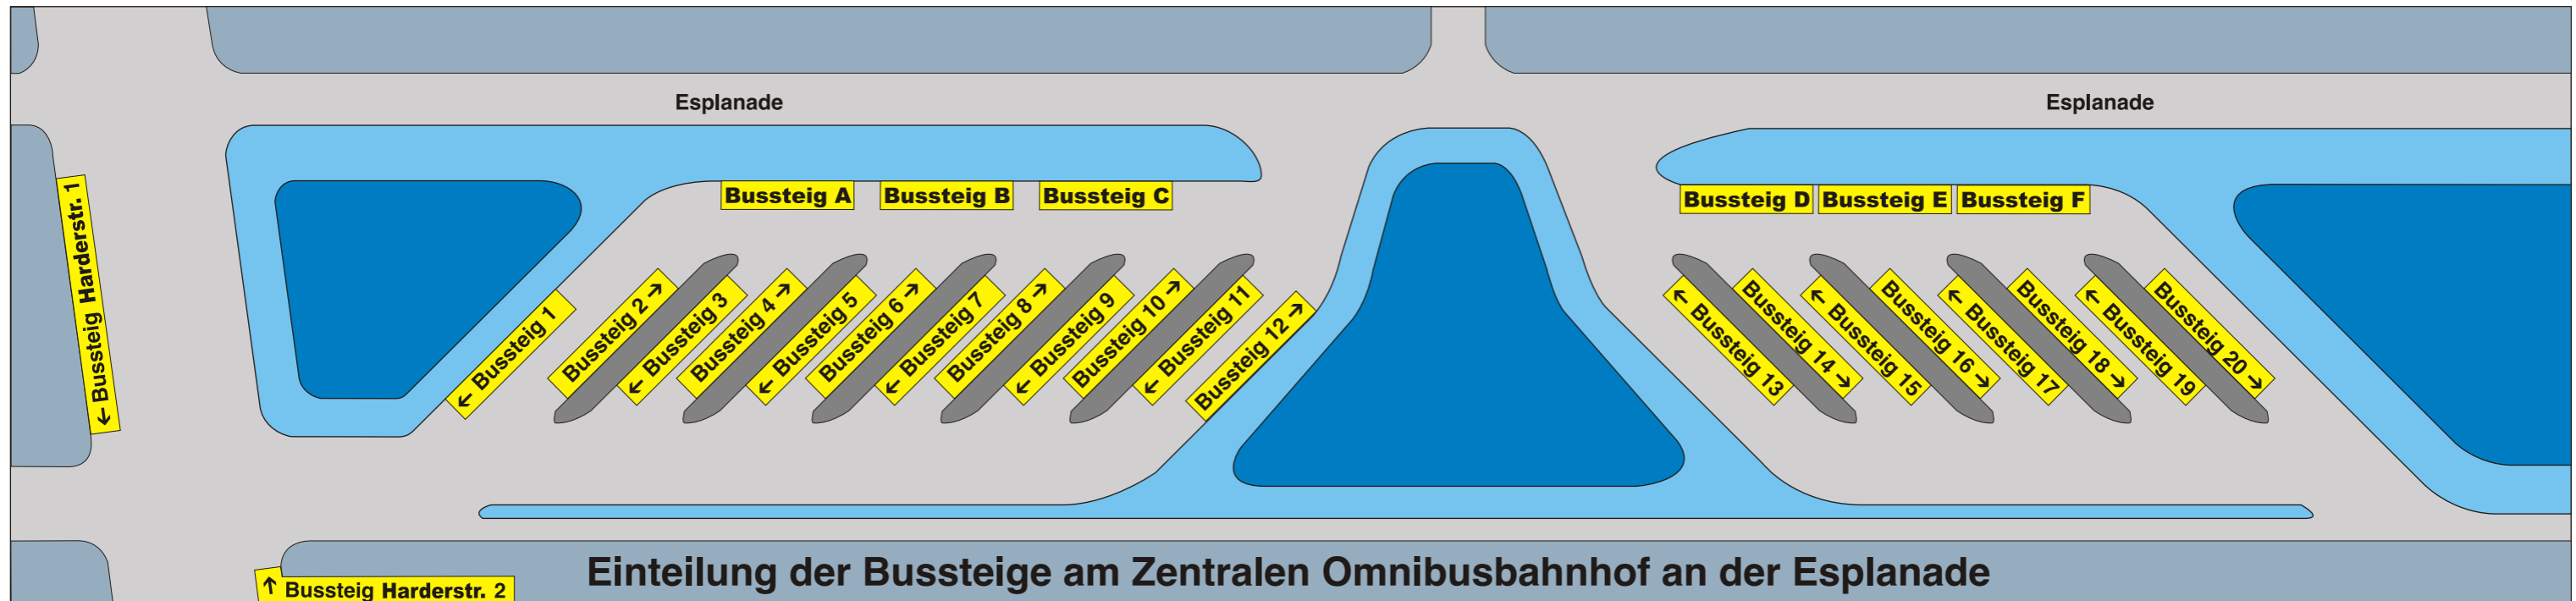 Esplanade
Esplanade
← Bussteig Harderstr. 1
Bussteig A
Bussteig B
Bussteig C
Bussteig D
Bussteig E
Bussteig F
← Bussteig 1
Bussteig 2 →
← Bussteig 3
Bussteig 4 →
← Bussteig 5
Bussteig 6 →
← Bussteig 7
Bussteig 8 →
← Bussteig 9
Bussteig 10 →
← Bussteig 11
Bussteig 12 →
← Bussteig 13
Bussteig 14 →
← Bussteig 15
Bussteig 16 →
← Bussteig 17
Bussteig 18 →
← Bussteig 19
Bussteig 20 →
Einteilung der Bussteige am Zentralen Omnibusbahnhof an der Esplanade
↑ Bussteig Harderstr. 2